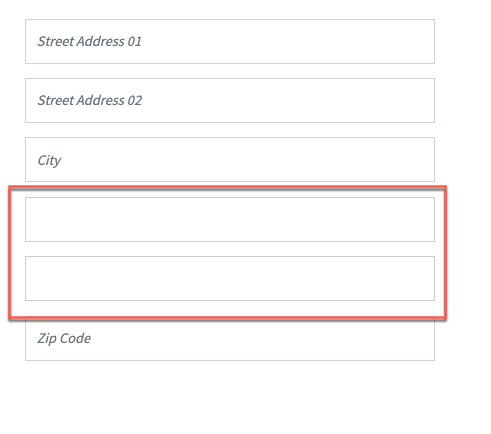 Street Address 01
Street Address 02
City
Zip Code